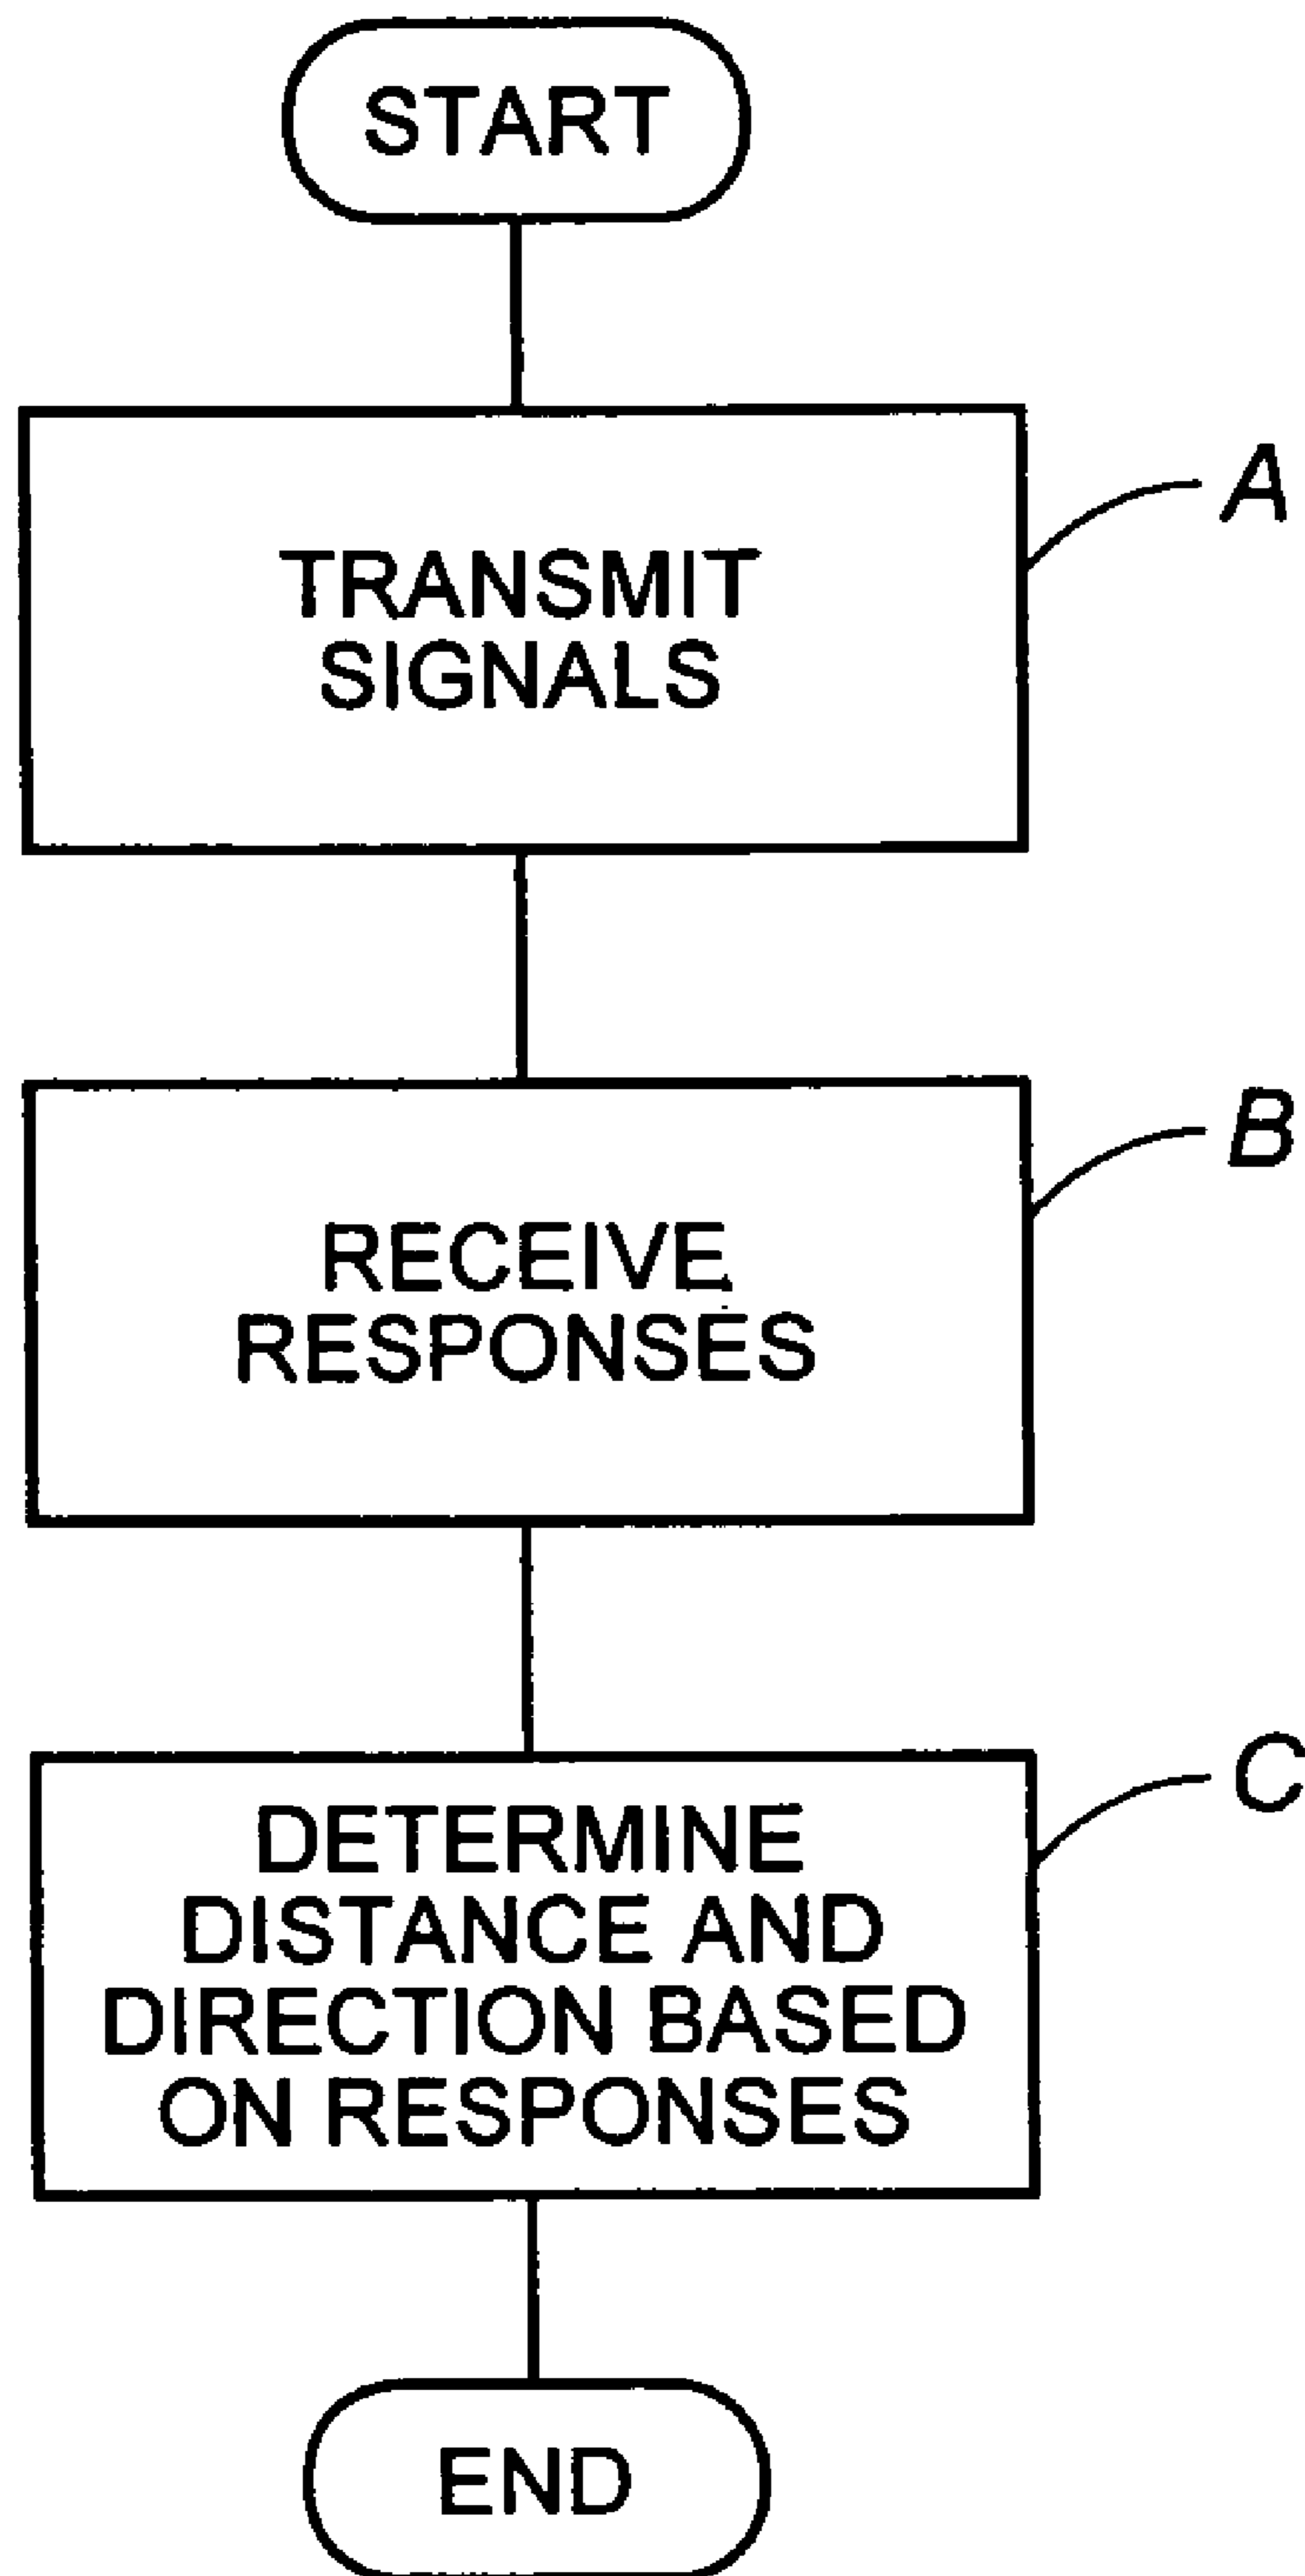 START
TRANSMIT
SIGNALS
A
RECEIVE
RESPONSES
B
DETERMINE
DISTANCE AND
DIRECTION BASED
ON RESPONSES
C
END